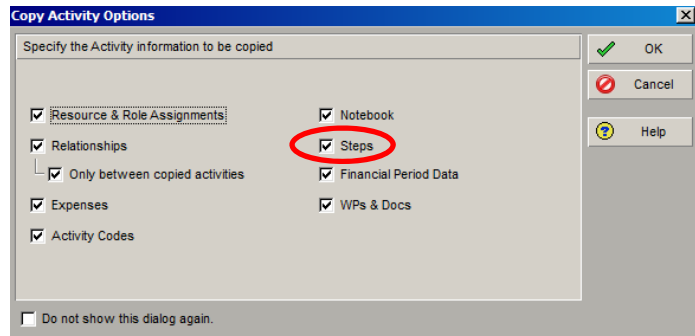 Copy Activity Options
Specify the Activity information to be copied
OK
Cancel
Help
Resource & Role Assignments
Notebook
Relationships
Steps
Only between copied activities
Financial Period Data
Expenses
WPs & Docs
Activity Codes
Do not show this dialog again.